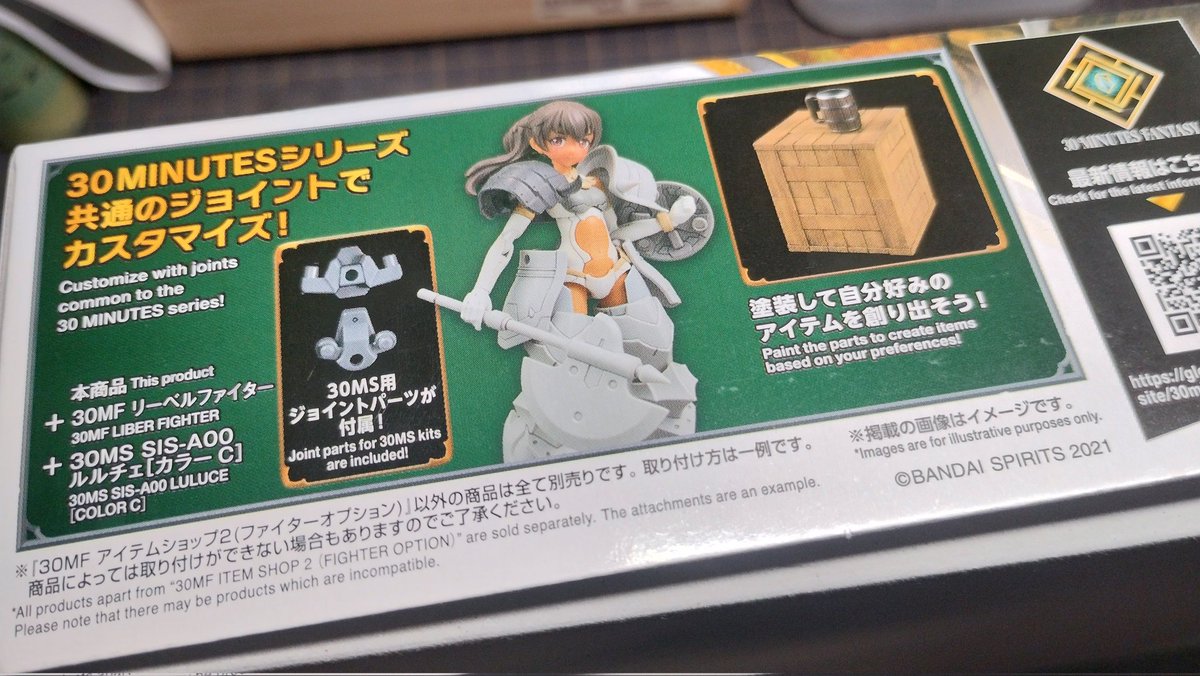 30 MINUTESシリーズ
共通のジョイントで
カスタマイズ!
Customize with joints
common to the
30 MINUTES series!
本商品 This product
+ 30MF リーベルファイター
30MF LIBER FIGHTER
+ 30MS SIS-A00
ルルチェ[カラー C]
30MS SIS-A00 LULUCE
[COLOR C]
30MS用
ジョイントパーツが
付属!
Joint parts for 30MS kits
are included!
塗装して自分好みの
アイテムを創り出そう!
Paint the parts to create items
based on your preferences!
※『30MF アイテムショップ2(ファイターオプション)』以外の商品は全て別売りです。取り付け方は一例です。
商品によっては取り付けができない場合もありますのでご了承ください。
*All products apart from "30MF ITEM SHOP 2 (FIGHTER OPTION)" are sold separately. The attachments are an example.
Please note that there may be products which are incompatible.
※掲載の画像はイメージです。
*Images are for illustrative purposes only.
©BANDAI SPIRITS 2021
30 MINUTES FANTAS
最新情報はこち
Check for the latest inform
https://gl
site/30m